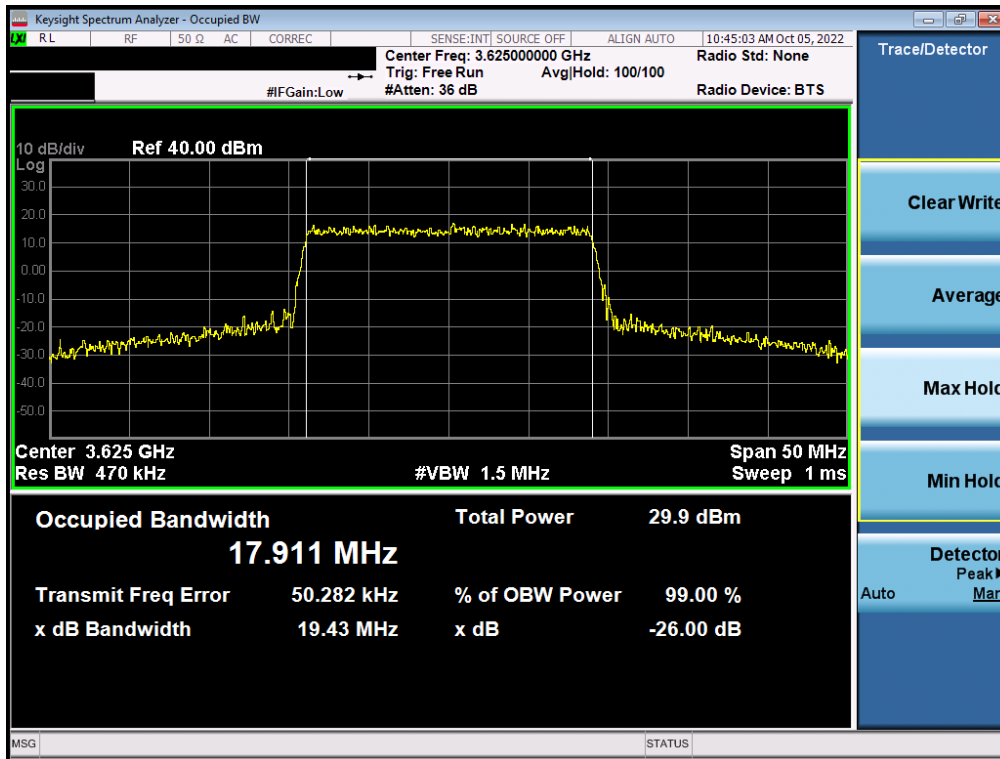 Keysight Spectrum Analyzer - Occupied BW
LXI RL RF 50 Ω AC CORREC SENSE:INT SOURCE OFF ALIGN AUTO 10:45:03 AM Oct 05, 2022
Center Freq: 3.625000000 GHz Radio Std: None
Trig: Free Run Avg|Hold: 100/100
#IFGain:Low #Atten: 36 dB Radio Device: BTS
Trace/Detector
10 dB/div Ref 40.00 dBm
Log
30.0
20.0
10.0
0.00
-10.0
-20.0
-30.0
-40.0
-50.0
Center 3.625 GHz Span 50 MHz
Res BW 470 kHz #VBW 1.5 MHz Sweep 1 ms
Occupied Bandwidth Total Power 29.9 dBm
17.911 MHz
Transmit Freq Error 50.282 kHz % of OBW Power 99.00 %
x dB Bandwidth 19.43 MHz x dB -26.00 dB
Clear Write
Average
Max Hold
Min Hold
Detector
Peak
Auto Man
MSG STATUS